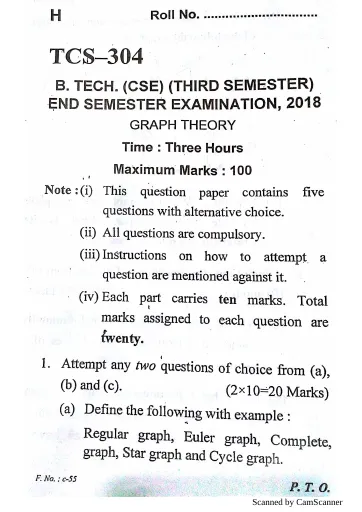 H
Roll No. ................................
TCS–304
B. TECH. (CSE) (THIRD SEMESTER)
END SEMESTER EXAMINATION, 2018
GRAPH THEORY
Time : Three Hours
Maximum Marks : 100
Note : (i) This question paper contains five
questions with alternative choice.
(ii) All questions are compulsory.
(iii) Instructions on how to attempt a
question are mentioned against it.
(iv) Each part carries ten marks. Total
marks assigned to each question are
twenty.
1. Attempt any two questions of choice from (a),
(b) and (c). (2×10=20 Marks)
(a) Define the following with example :
Regular graph, Euler graph, Complete,
graph, Star graph and Cycle graph.
F. No. : c-55
P. T. O.
Scanned by CamScanner